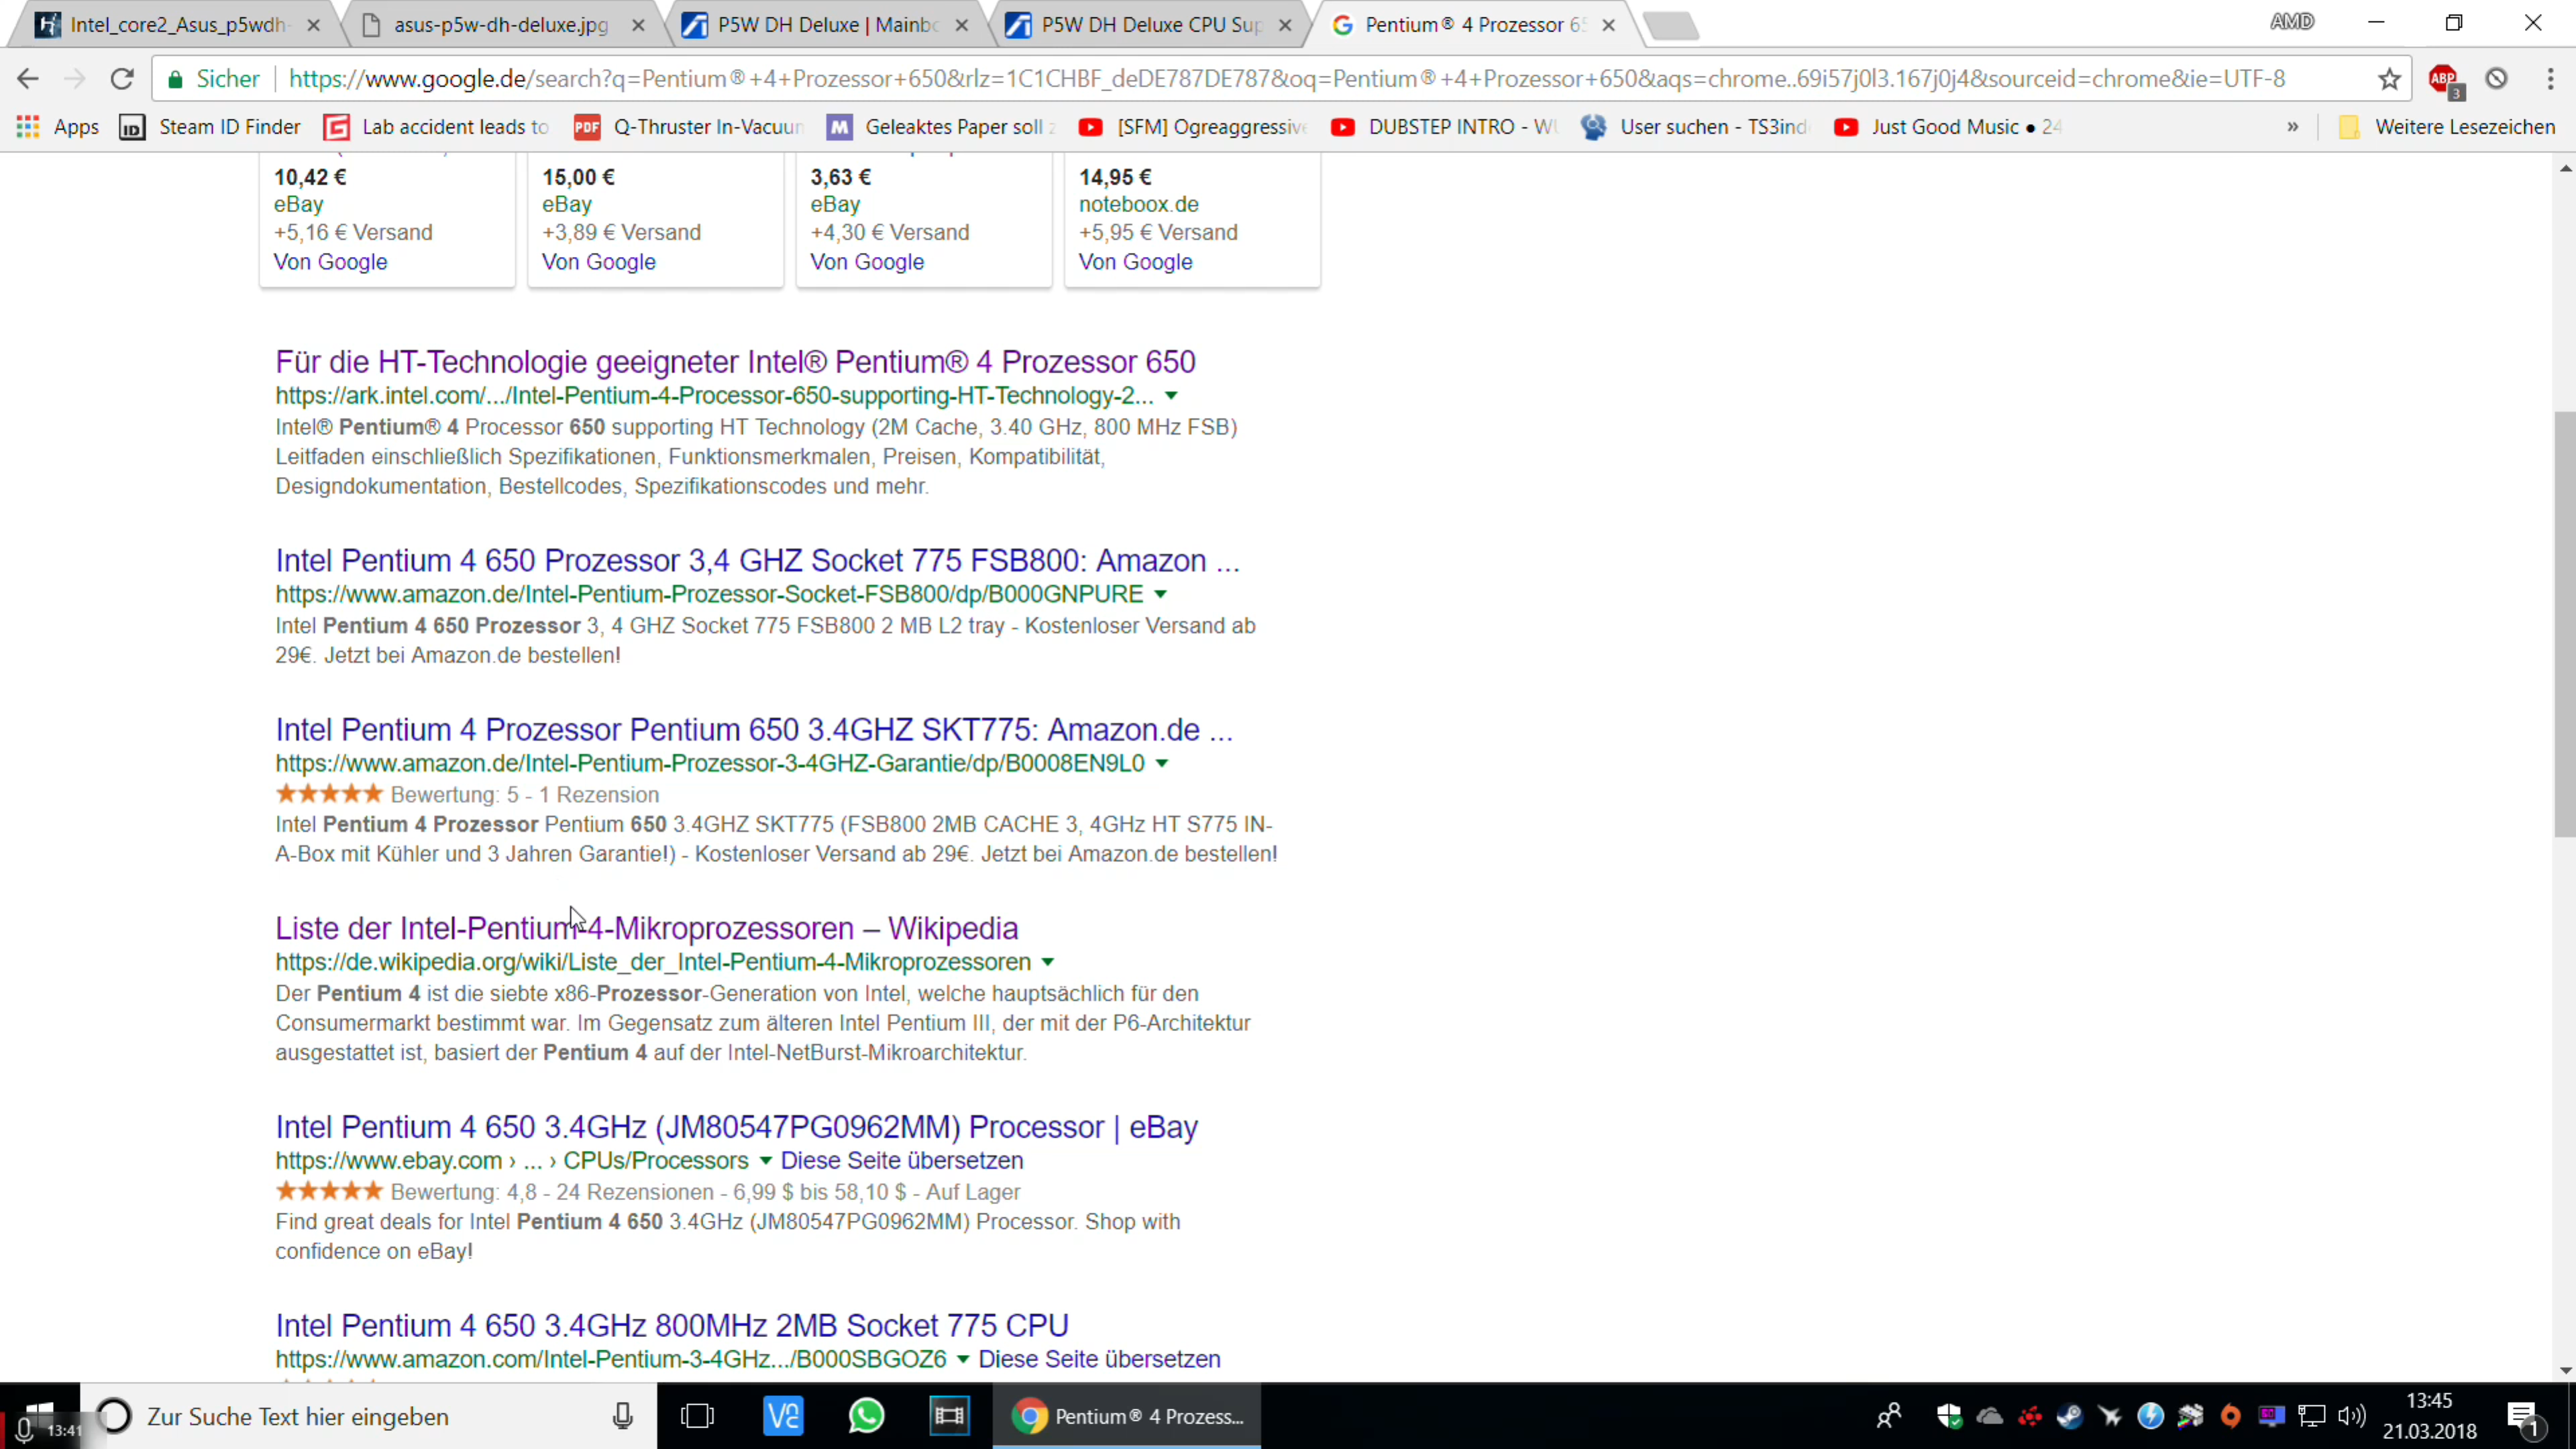 Intel_core2_Asus_p5wdh-
asus-p5w-dh-deluxe.jpg
P5W DH Deluxe | Mainbo
P5W DH Deluxe CPU Sup
Pentium® 4 Prozessor 65
AMD
Sicher
https://www.google.de/search?q=Pentium®+4+Prozessor+650&rlz=1C1CHBF_deDE787DE787&oq=Pentium®+4+Prozessor+650&aqs=chrome..69i57j0l3.167j0j4&sourceid=chrome&ie=UTF-8
ABP
3
Apps
Steam ID Finder
Lab accident leads to
PDF
Q-Thruster In-Vacuum
Geleaktes Paper soll z
[SFM] Ogreaggressive
DUBSTEP INTRO - W
User suchen - TS3ind
Just Good Music ● 24
»
Weitere Lesezeichen
10,42 €
eBay
+5,16 € Versand
Von Google
15,00 €
eBay
+3,89 € Versand
Von Google
3,63 €
eBay
+4,30 € Versand
Von Google
14,95 €
noteboox.de
+5,95 € Versand
Von Google
Für die HT-Technologie geeigneter Intel® Pentium® 4 Prozessor 650
https://ark.intel.com/.../Intel-Pentium-4-Processor-650-supporting-HT-Technology-2...
Intel® Pentium® 4 Processor 650 supporting HT Technology (2M Cache, 3.40 GHz, 800 MHz FSB)
Leitfaden einschließlich Spezifikationen, Funktionsmerkmalen, Preisen, Kompatibilität,
Designdokumentation, Bestellcodes, Spezifikationscodes und mehr.
Intel Pentium 4 650 Prozessor 3,4 GHZ Socket 775 FSB800: Amazon ...
https://www.amazon.de/Intel-Pentium-Prozessor-Socket-FSB800/dp/B000GNPURE
Intel Pentium 4 650 Prozessor 3, 4 GHZ Socket 775 FSB800 2 MB L2 tray - Kostenloser Versand ab
29€. Jetzt bei Amazon.de bestellen!
Intel Pentium 4 Prozessor Pentium 650 3.4GHZ SKT775: Amazon.de ...
https://www.amazon.de/Intel-Pentium-Prozessor-3-4GHZ-Garantie/dp/B0008EN9L0
★★★★★ Bewertung: 5 - 1 Rezension
Intel Pentium 4 Prozessor Pentium 650 3.4GHZ SKT775 (FSB800 2MB CACHE 3, 4GHz HT S775 IN-
A-Box mit Kühler und 3 Jahren Garantie!) - Kostenloser Versand ab 29€. Jetzt bei Amazon.de bestellen!
Liste der Intel-Pentium-4-Mikroprozessoren – Wikipedia
https://de.wikipedia.org/wiki/Liste_der_Intel-Pentium-4-Mikroprozessoren
Der Pentium 4 ist die siebte x86-Prozessor-Generation von Intel, welche hauptsächlich für den
Consumermarkt bestimmt war. Im Gegensatz zum älteren Intel Pentium III, der mit der P6-Architektur
ausgestattet ist, basiert der Pentium 4 auf der Intel-NetBurst-Mikroarchitektur.
Intel Pentium 4 650 3.4GHz (JM80547PG0962MM) Processor | eBay
https://www.ebay.com › ... › CPUs/Processors Diese Seite übersetzen
★★★★★ Bewertung: 4,8 - 24 Rezensionen - 6,99 $ bis 58,10 $ - Auf Lager
Find great deals for Intel Pentium 4 650 3.4GHz (JM80547PG0962MM) Processor. Shop with
confidence on eBay!
Intel Pentium 4 650 3.4GHz 800MHz 2MB Socket 775 CPU
https://www.amazon.com/Intel-Pentium-3-4GHz.../B000SBGOZ6 Diese Seite übersetzen
13:41
Zur Suche Text hier eingeben
Pentium® 4 Prozess...
13:45
21.03.2018
1